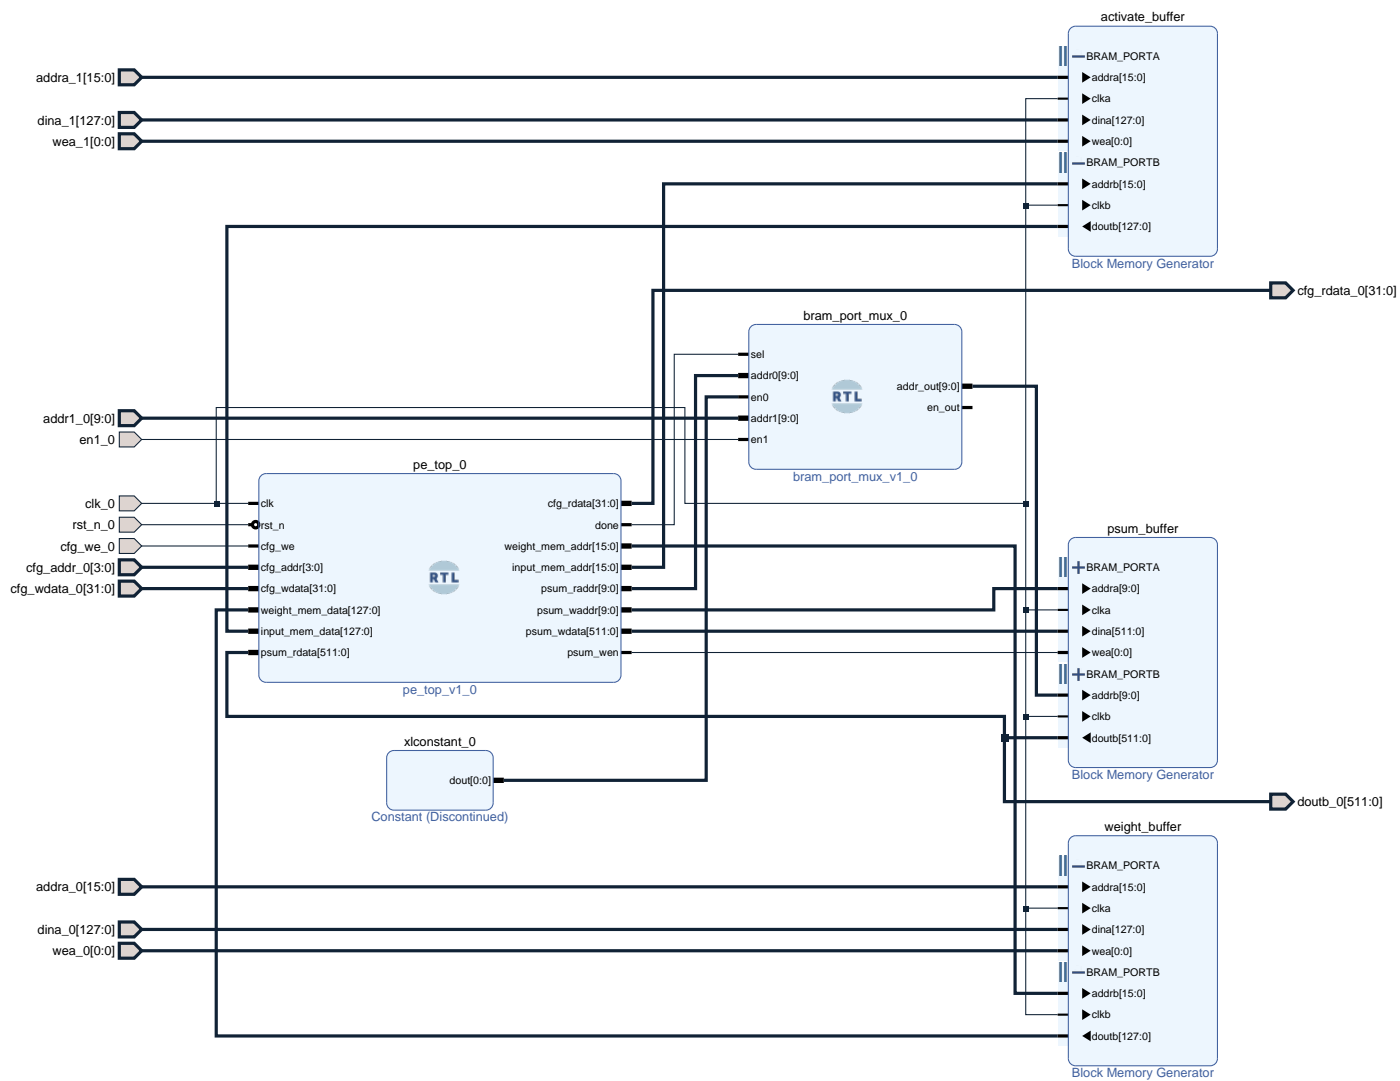 activate_buffer
BRAM_PORTA
addra_1[15:0]
addra[15:0]
clka
dina_1[127:0]
dina[127:0]
wea_1[0:0]
wea[0:0]
BRAM_PORTB
addrb[15:0]
clkb
doutb[127:0]
Block Memory Generator
cfg_rdata_0[31:0]
bram_port_mux_0
sel
addr0[9:0]
en0
addr1[9:0]
en1
RTL
addr_out[9:0]
en_out
bram_port_mux_v1_0
addr1_0[9:0]
en1_0
clk_0
rst_n_0
cfg_we_0
cfg_addr_0[3:0]
cfg_wdata_0[31:0]
pe_top_0
clk
rst_n
cfg_we
cfg_addr[3:0]
cfg_wdata[31:0]
weight_mem_data[127:0]
input_mem_data[127:0]
psum_rdata[511:0]
RTL
cfg_rdata[31:0]
done
weight_mem_addr[15:0]
input_mem_addr[15:0]
psum_raddr[9:0]
psum_waddr[9:0]
psum_wdata[511:0]
psum_wen
pe_top_v1_0
psum_buffer
BRAM_PORTA
addra[9:0]
clka
dina[511:0]
wea[0:0]
BRAM_PORTB
addrb[9:0]
clkb
doutb[511:0]
Block Memory Generator
xlconstant_0
dout[0:0]
Constant (Discontinued)
doutb_0[511:0]
weight_buffer
BRAM_PORTA
addra_0[15:0]
addra[15:0]
clka
dina_0[127:0]
dina[127:0]
wea_0[0:0]
wea[0:0]
BRAM_PORTB
addrb[15:0]
clkb
doutb[127:0]
Block Memory Generator